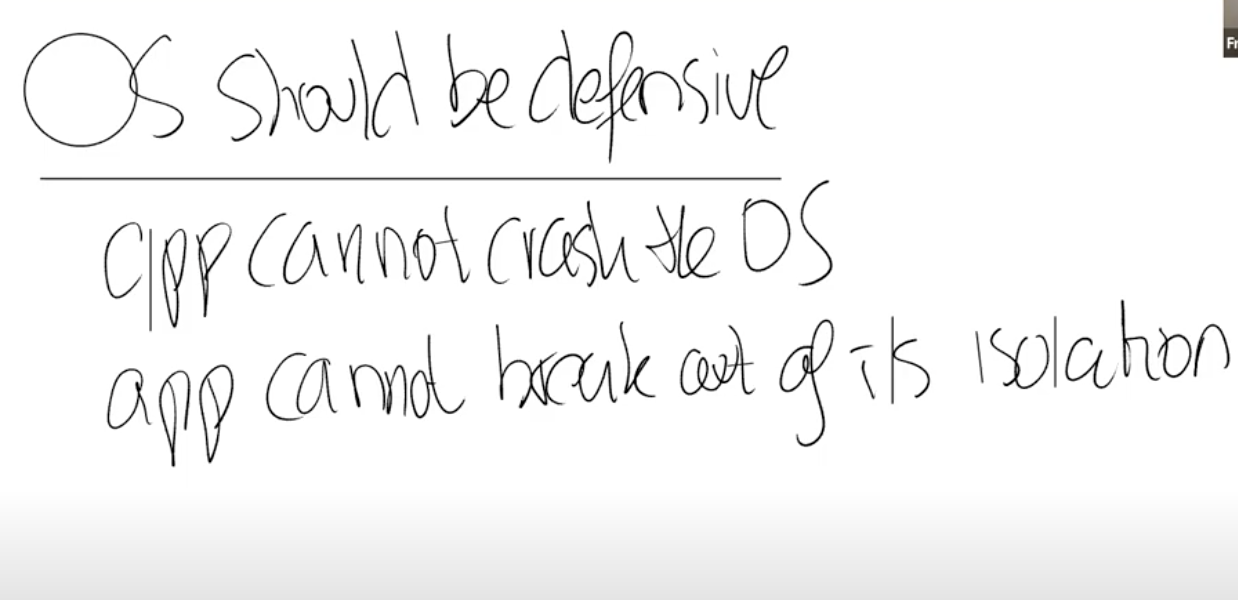 OS should be defensive
app cannot crash the OS
app cannot break out of its isolation
Fr